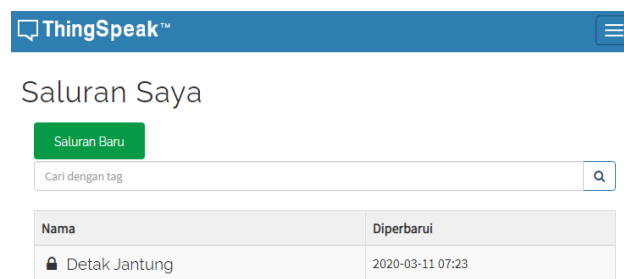 ThingSpeak™
Saluran Saya
Saluran Baru
Cari dengan tag
Nama Diperbarui
Detak Jantung 2020-03-11 07:23